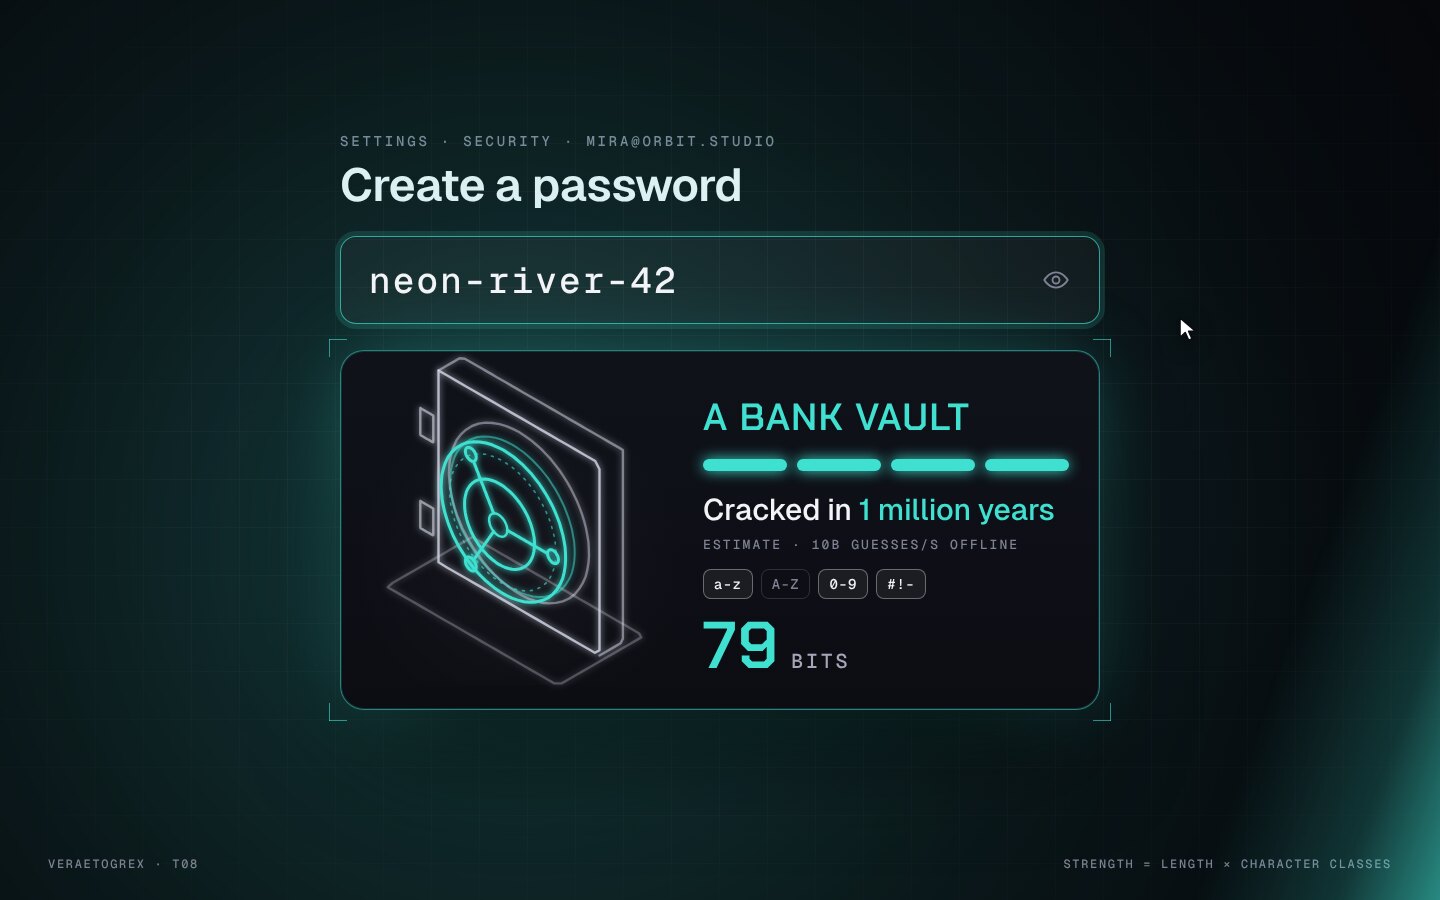 SETTINGS · SECURITY · MIRA@ORBIT.STUDIO
Create a password
neon-river-42
A BANK VAULT
Cracked in 1 million years
ESTIMATE · 10B GUESSES/S OFFLINE
a-z A-Z 0-9 #!-
79 BITS
VERAETOGREX · T08
STRENGTH = LENGTH × CHARACTER CLASSES